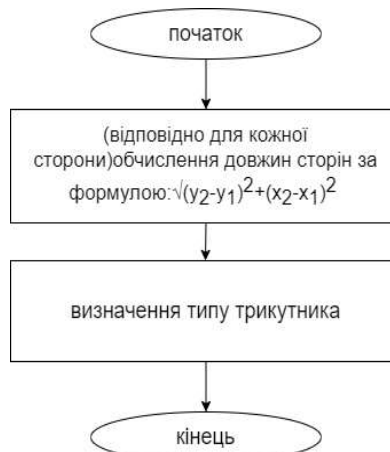 початок
(відповідно для кожної
сторони)обчислення довжин сторін за
формулою:√(y₂-y₁)²+(x₂-x₁)²
визначення типу трикутника
кінець